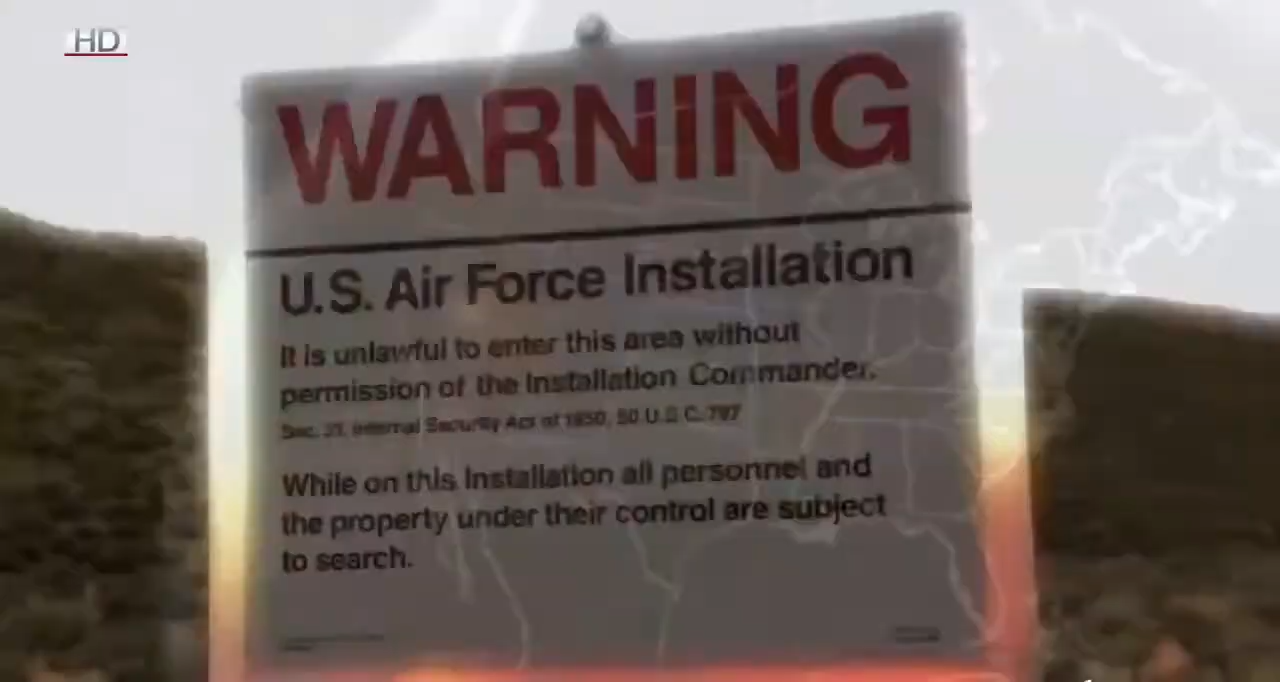 HD
WARNING
U.S. Air Force Installation
It is unlawful to enter this area without
permission of the Installation Commander.
Sec. 21, Internal Security Act of 1950, 50 U.S.C. 797
While on this Installation all personnel and
the property under their control are subject
to search.